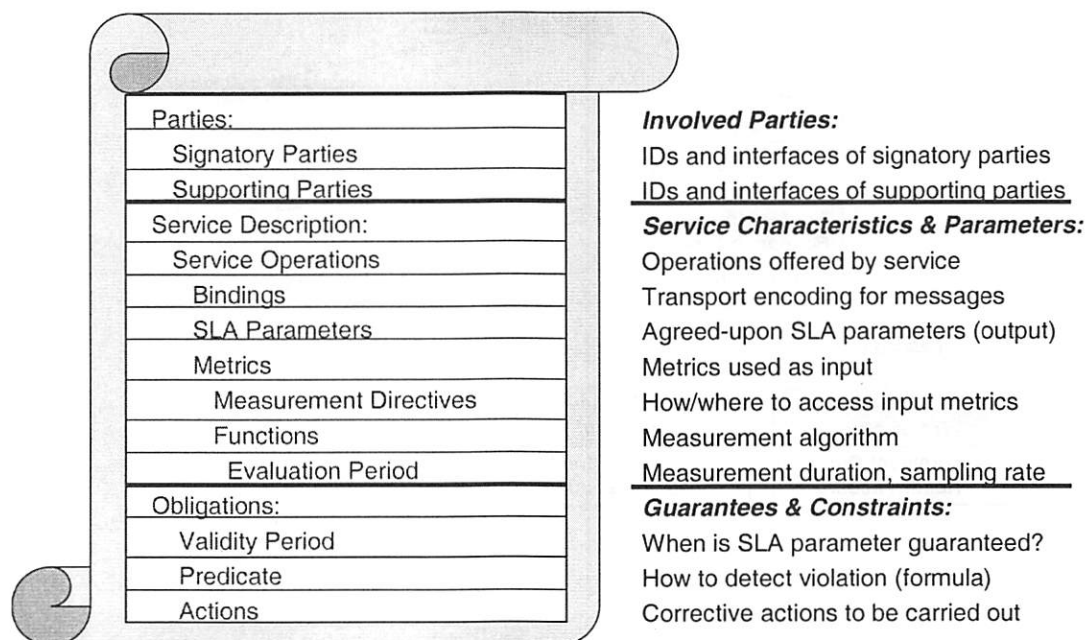 Parties:
Signatory Parties
Supporting Parties
Service Description:
Service Operations
Bindings
SLA Parameters
Metrics
Measurement Directives
Functions
Evaluation Period
Obligations:
Validity Period
Predicate
Actions
Involved Parties:
IDs and interfaces of signatory parties
IDs and interfaces of supporting parties
Service Characteristics & Parameters:
Operations offered by service
Transport encoding for messages
Agreed-upon SLA parameters (output)
Metrics used as input
How/where to access input metrics
Measurement algorithm
Measurement duration, sampling rate
Guarantees & Constraints:
When is SLA parameter guaranteed?
How to detect violation (formula)
Corrective actions to be carried out